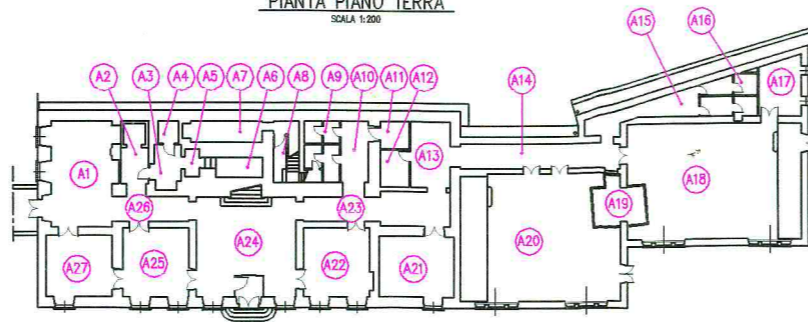 PIANTA PIANO TERRA
SCALA 1:200
A15 A16
A2 A3 A4 A5 A7 A6 A8 A9 A10 A11 A12 A14 A17
A1 A13 A18
A26 A23 A19
A24 A20
A27 A25 A22 A21